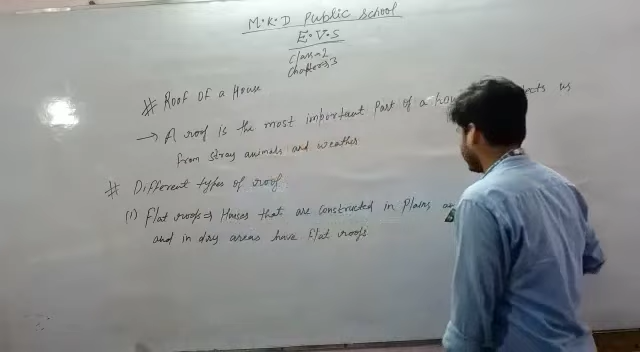 M.K.D Public school
E.V.S
Class-2
Chapter-3
# Roof of a House
→ A roof is the most important Part of a us
from stray animals and weather
# Different types of roof
(1) Flat roof⇒ Houses that are constructed in Plains
and in dry areas have flat roofs